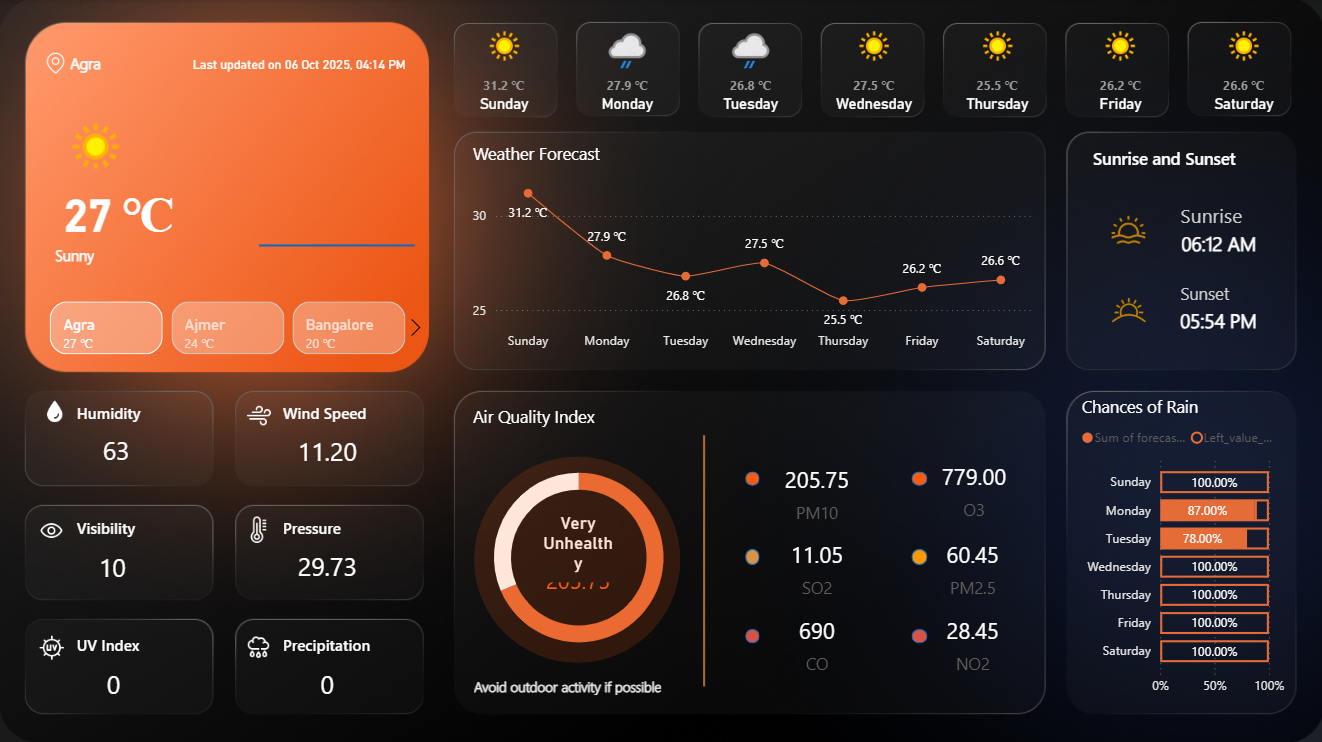 Agra
Last updated on 06 Oct 2025, 04:14 PM
27 °C
Sunny
Agra
27 °C
Ajmer
24 °C
Bangalore
20 °C
31.2 °C
Sunday
27.9 °C
Monday
26.8 °C
Tuesday
27.5 °C
Wednesday
25.5 °C
Thursday
26.2 °C
Friday
26.6 °C
Saturday
Weather Forecast
30
25
31.2 °C
27.9 °C
26.8 °C
27.5 °C
25.5 °C
26.2 °C
26.6 °C
Sunday Monday Tuesday Wednesday Thursday Friday Saturday
Sunrise and Sunset
Sunrise
06:12 AM
Sunset
05:54 PM
Humidity
63
Wind Speed
11.20
Visibility
10
Pressure
29.73
UV Index
UV
0
Precipitation
0
Air Quality Index
Very
Unhealth
y
205.75
Avoid outdoor activity if possible
205.75
PM10
779.00
O3
11.05
SO2
60.45
PM2.5
690
CO
28.45
NO2
Chances of Rain
Sum of forecas... Left_value_...
Sunday 100.00%
Monday 87.00%
Tuesday 78.00%
Wednesday 100.00%
Thursday 100.00%
Friday 100.00%
Saturday 100.00%
0% 50% 100%